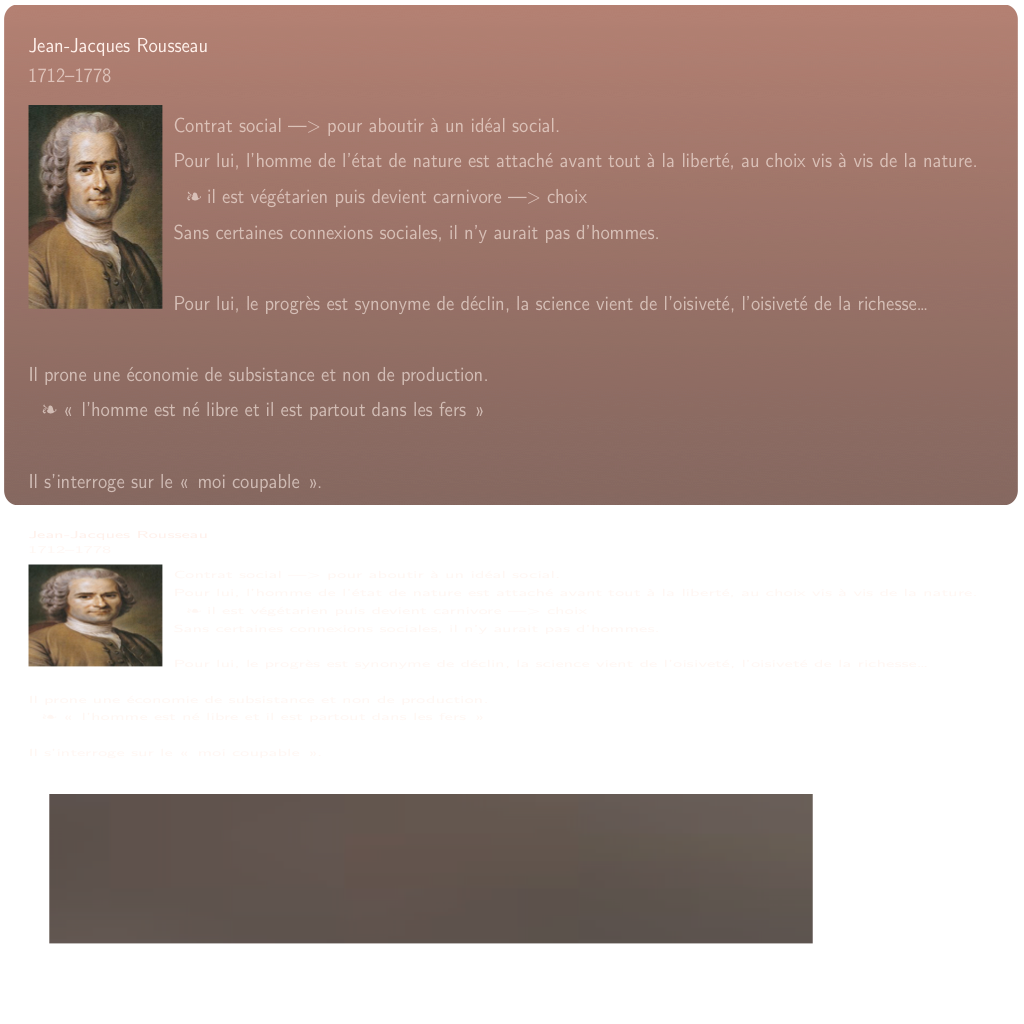 Jean-Jacques Rousseau
1712–1778
Contrat social —> pour aboutir à un idéal social.
Pour lui, l'homme de l'état de nature est attaché avant tout à la liberté, au choix vis à vis de la nature.
❧ il est végétarien puis devient carnivore —> choix
Sans certaines connexions sociales, il n'y aurait pas d'hommes.
Pour lui, le progrès est synonyme de déclin, la science vient de l'oisiveté, l'oisiveté de la richesse...
Il prone une économie de subsistance et non de production.
❧ « l'homme est né libre et il est partout dans les fers »
Il s'interroge sur le « moi coupable ».
Jean-Jacques Rousseau
1712–1778
Contrat social —> pour aboutir à un idéal social.
Pour lui, l'homme de l'état de nature est attaché avant tout à la liberté, au choix vis à vis de la nature.
❧ il est végétarien puis devient carnivore —> choix
Sans certaines connexions sociales, il n'y aurait pas d'hommes.
Pour lui, le progrès est synonyme de déclin, la science vient de l'oisiveté, l'oisiveté de la richesse...
Il prone une économie de subsistance et non de production.
❧ « l'homme est né libre et il est partout dans les fers »
Il s'interroge sur le « moi coupable ».